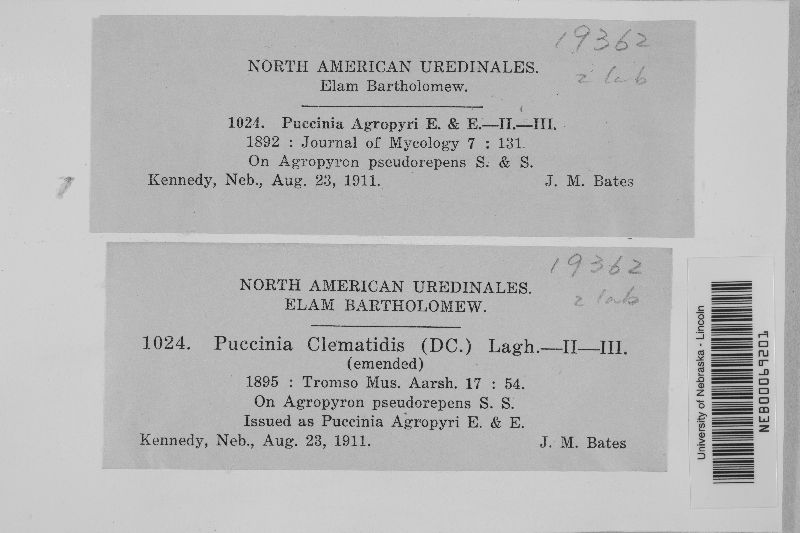 19362
2 lab
NORTH AMERICAN UREDINALES.
Elam Bartholomew.
1024. Puccinia Agropyri E. & E.—II.—III.
1892 : Journal of Mycology 7 : 131.
On Agropyron pseudorepens S. & S.
Kennedy, Neb., Aug. 23, 1911. J. M. Bates
19362
2 lab
NORTH AMERICAN UREDINALES.
ELAM BARTHOLOMEW.
1024. Puccinia Clematidis (DC.) Lagh.—II—III.
(emended)
1895 : Tromso Mus. Aarsh. 17 : 54.
On Agropyron pseudorepens S. S.
Issued as Puccinia Agropyri E. & E.
Kennedy, Neb., Aug. 23, 1911. J. M. Bates
University of Nebraska - Lincoln
NEB00069201